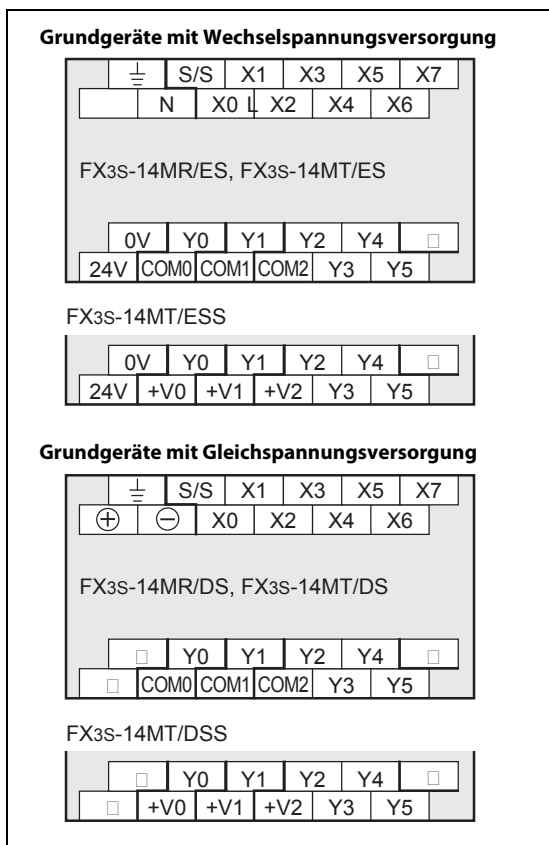 Grundgeräte mit Wechselspannungsversorgung
⏚ S/S X1 X3 X5 X7
N X0 L X2 X4 X6
FX3S-14MR/ES, FX3S-14MT/ES
0V Y0 Y1 Y2 Y4 □
24V COM0 COM1 COM2 Y3 Y5
FX3S-14MT/ESS
0V Y0 Y1 Y2 Y4 □
24V +V0 +V1 +V2 Y3 Y5
Grundgeräte mit Gleichspannungsversorgung
⏚ S/S X1 X3 X5 X7
⊕ ⊖ X0 X2 X4 X6
FX3S-14MR/DS, FX3S-14MT/DS
□ Y0 Y1 Y2 Y4 □
□ COM0 COM1 COM2 Y3 Y5
FX3S-14MT/DSS
□ Y0 Y1 Y2 Y4 □
□ +V0 +V1 +V2 Y3 Y5